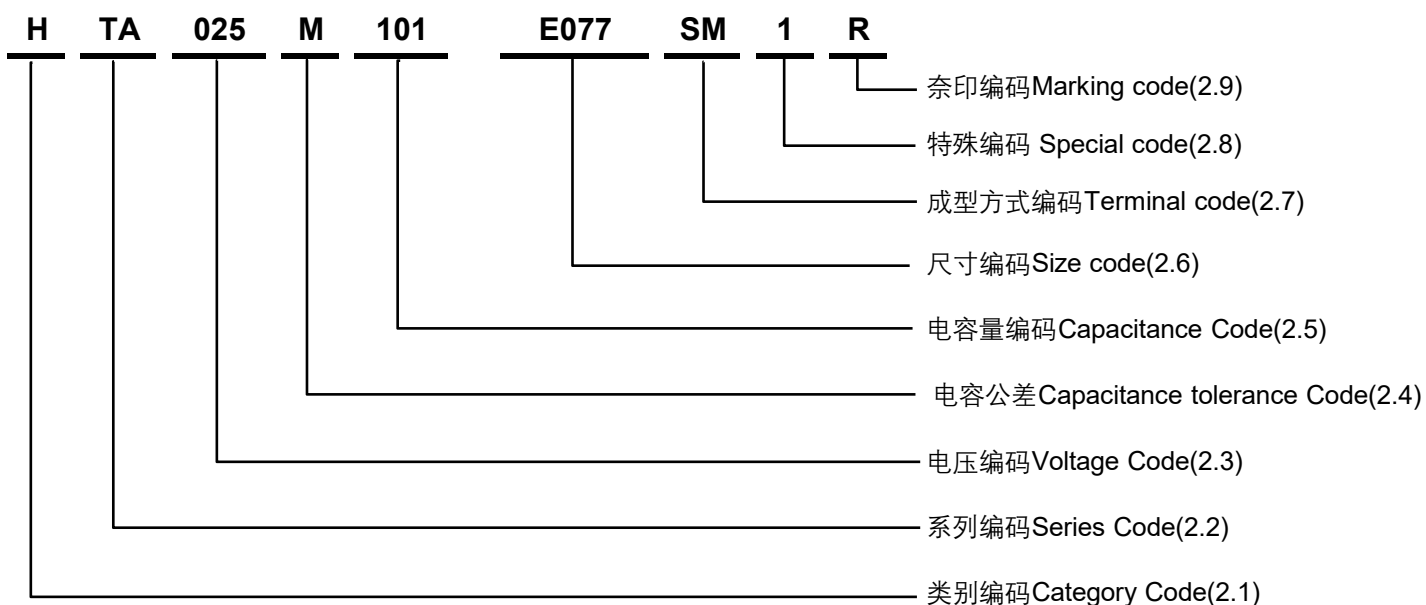 H TA 025 M 101 E077 SM 1 R
奈印编码Marking code(2.9)
特殊编码 Special code(2.8)
成型方式编码Terminal code(2.7)
尺寸编码Size code(2.6)
电容量编码Capacitance Code(2.5)
电容公差Capacitance tolerance Code(2.4)
电压编码Voltage Code(2.3)
系列编码Series Code(2.2)
类别编码Category Code(2.1)